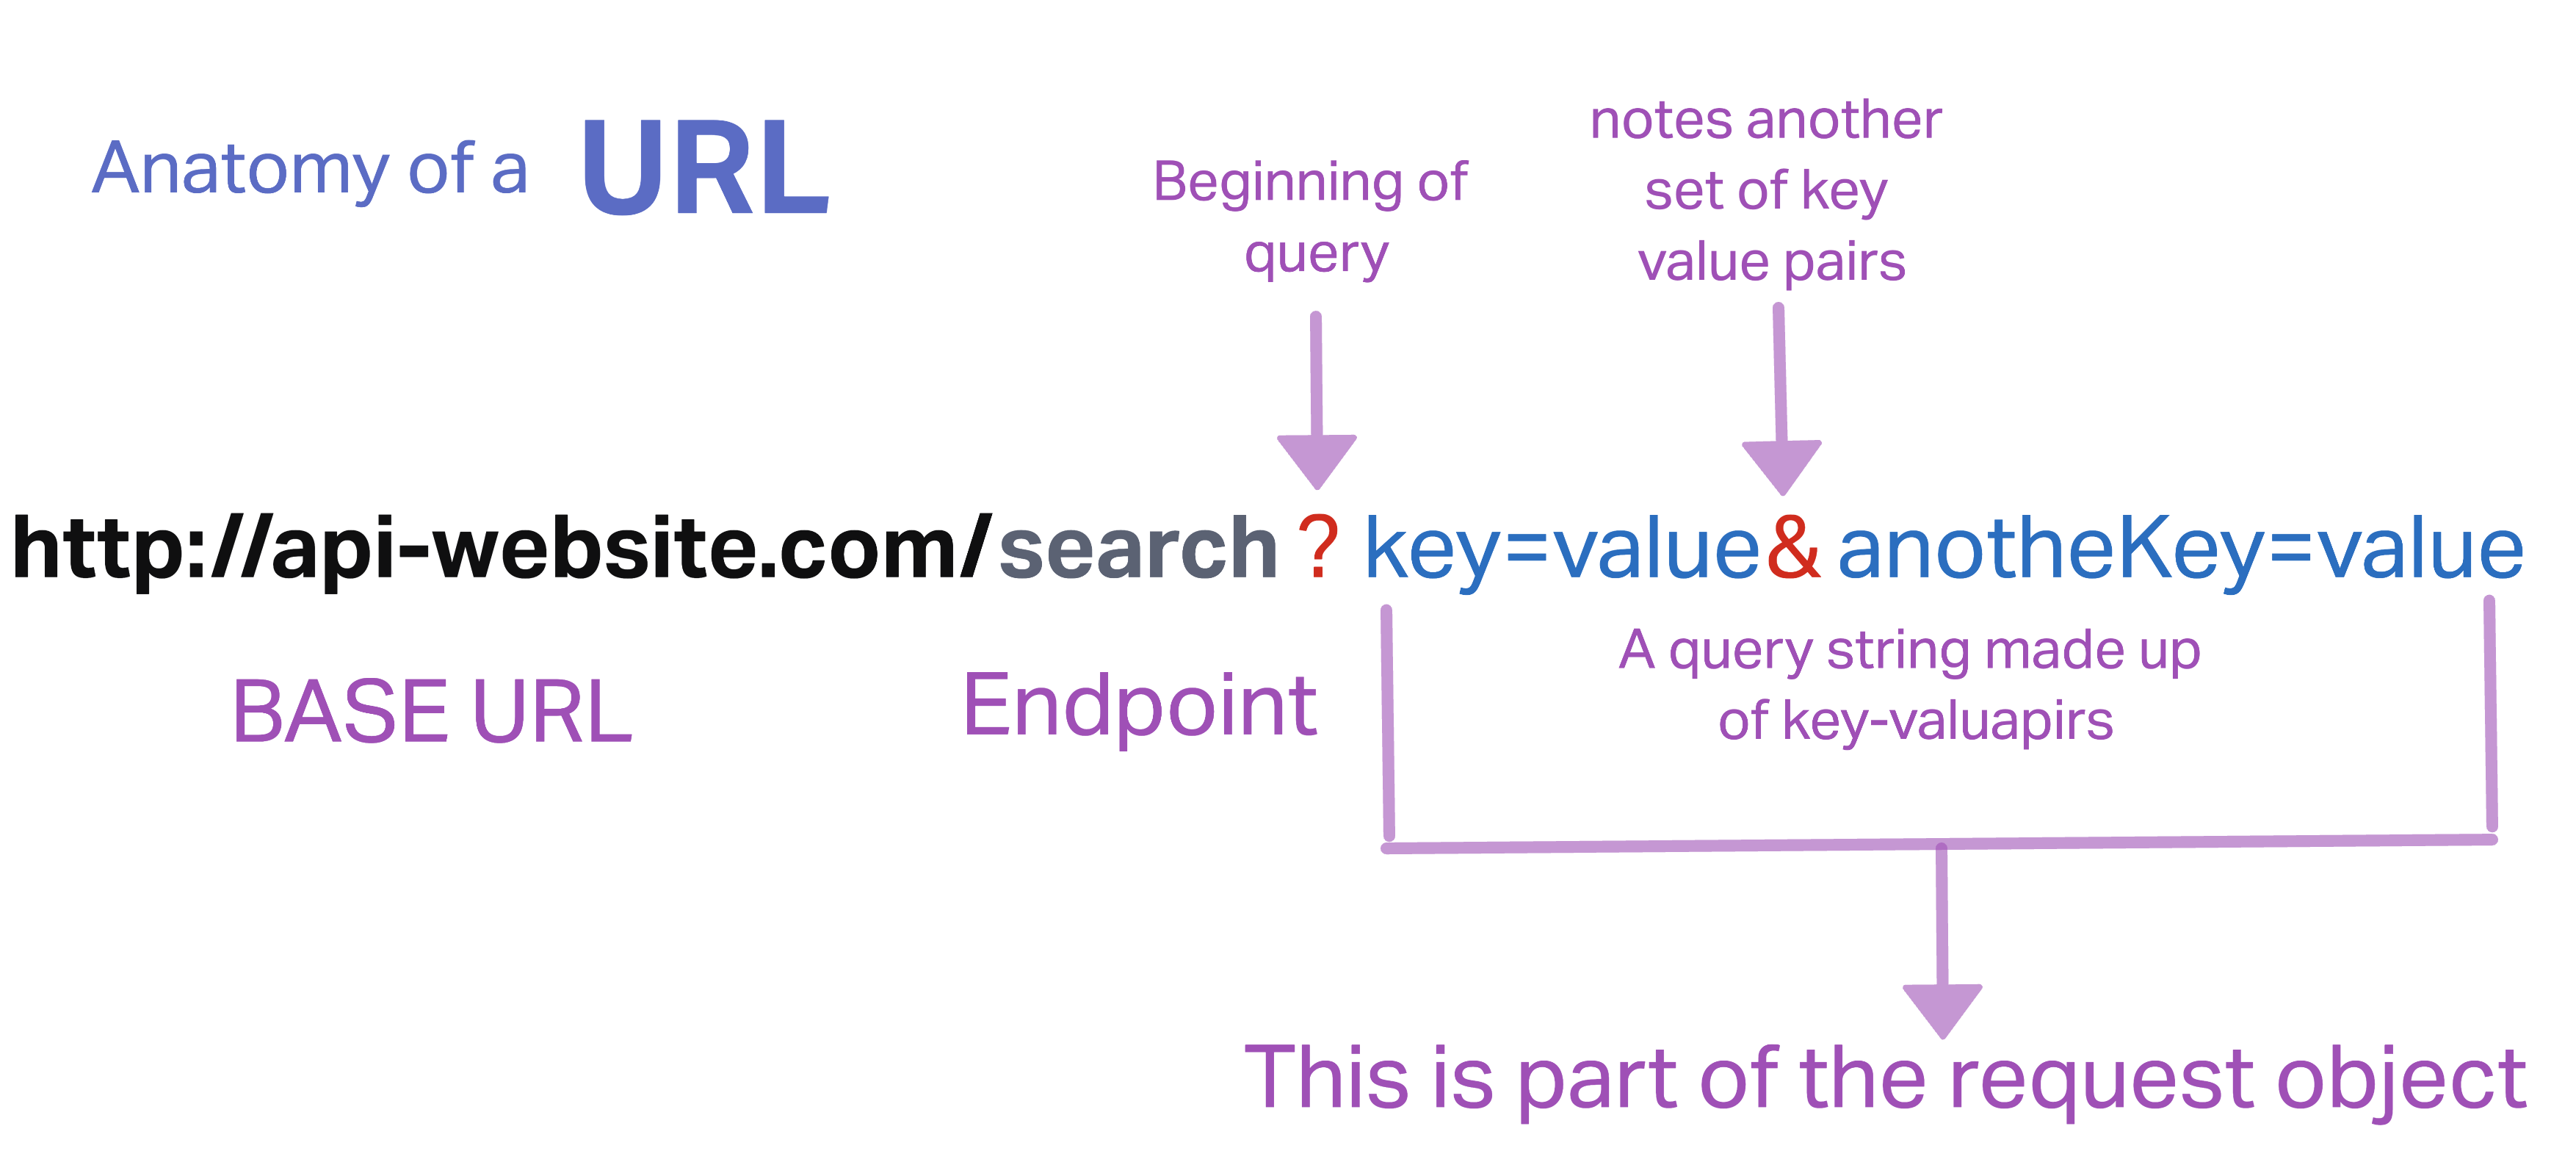 Anatomy of a URL
Beginning of
query
notes another
set of key
value pairs
http://api-website.com/search ? key=value& anotheKey=value
BASE URL
Endpoint
A query string made up
of key-valuapirs
This is part of the request object